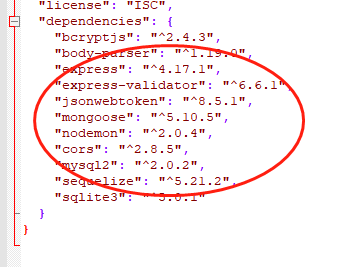 "license": "ISC",
"dependencies": {
"bcryptjs": "^2.4.3",
"body-parser": "^1.19.0",
"express": "^4.17.1",
"express-validator": "^6.6.1",
"jsonwebtoken": "^8.5.1",
"mongoose": "^5.10.5",
"nodemon": "^2.0.4",
"cors": "^2.8.5",
"mysql2": "^2.0.2",
"sequelize": "^5.21.2",
"sqlite3": "^5.0.1"
}
}